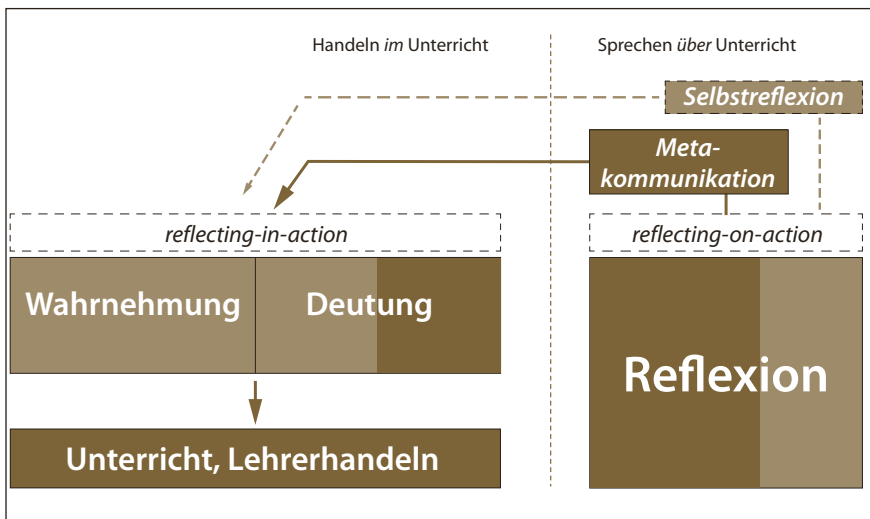 Handeln im Unterricht
Sprechen über Unterricht
Selbstreflexion
Meta-
kommunikation
reflecting-in-action
reflecting-on-action
Wahrnehmung
Deutung
Reflexion
Unterricht, Lehrerhandeln